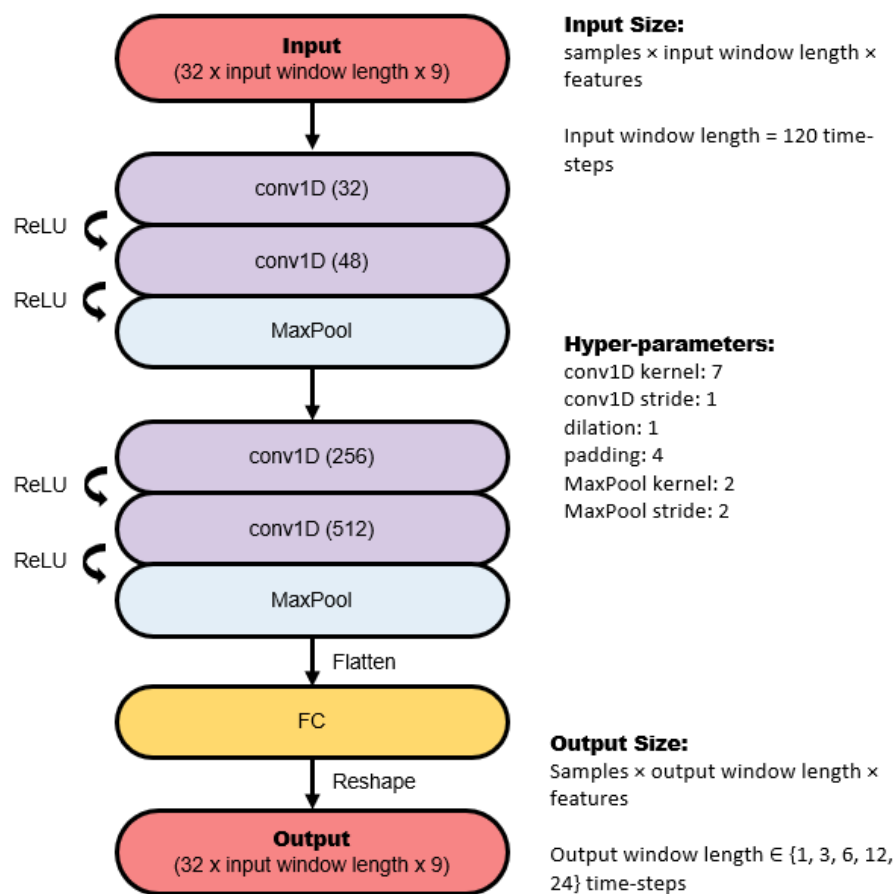 Input
(32 x input window length x 9)
Input Size:
samples × input window length ×
features
Input window length = 120 time-
steps
conv1D (32)
ReLU
conv1D (48)
ReLU
MaxPool
Hyper-parameters:
conv1D kernel: 7
conv1D stride: 1
dilation: 1
padding: 4
MaxPool kernel: 2
MaxPool stride: 2
conv1D (256)
ReLU
conv1D (512)
ReLU
MaxPool
Flatten
FC
Reshape
Output
(32 x input window length x 9)
Output Size:
Samples × output window length ×
features
Output window length ∈ {1, 3, 6, 12,
24} time-steps